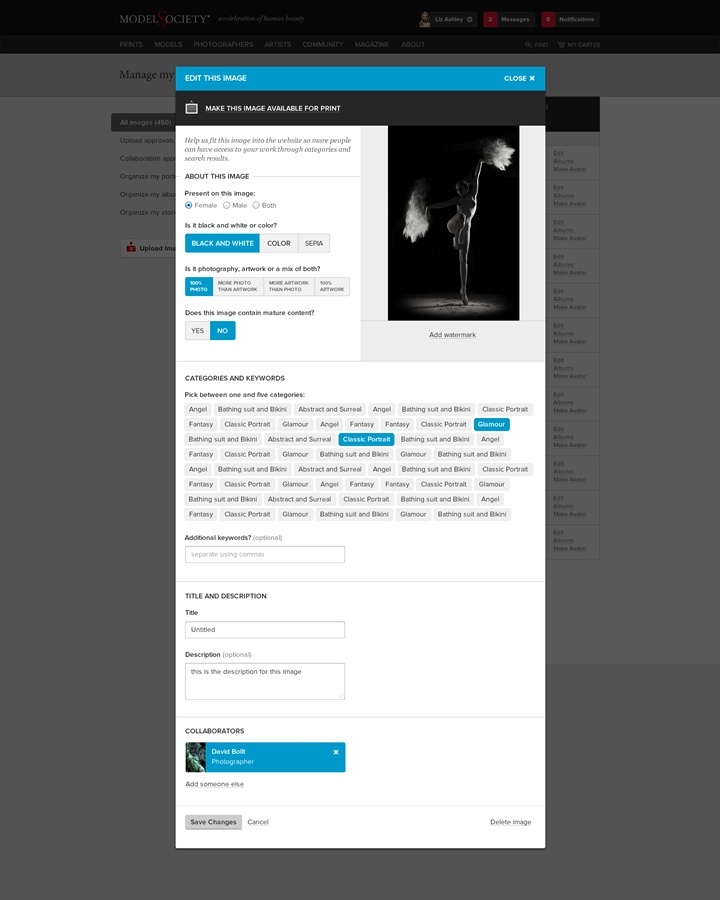 MODELSOCIETY
a celebration of human beauty
Liz Ashley
2 Messages
8 Notifications
PRINTS MODELS PHOTOGRAPHERS ARTISTS COMMUNITY MAGAZINE ABOUT
FIND MY CART(0)
Manage my
EDIT THIS IMAGE
CLOSE
MAKE THIS IMAGE AVAILABLE FOR PRINT
All images (450)
Upload approvals
Collaboration appr
Organize my port
Organize my albu
Organize my stor
Upload Ima
Help us fit this image into the website so more people
can have access to your work through categories and
search results.
ABOUT THIS IMAGE
Present on this image:
Female Male Both
Is it black and white or color?
BLACK AND WHITE COLOR SEPIA
Is it photography, artwork or a mix of both?
100% PHOTO
MORE PHOTO THAN ARTWORK
MORE ARTWORK THAN PHOTO
100% ARTWORK
Does this image contain mature content?
YES NO
Add watermark
CATEGORIES AND KEYWORDS
Pick between one and five categories:
Angel Bathing suit and Bikini Abstract and Surreal Angel Bathing suit and Bikini Classic Portrait
Fantasy Classic Portrait Glamour Angel Fantasy Fantasy Classic Portrait Glamour
Bathing suit and Bikini Abstract and Surreal Classic Portrait Bathing suit and Bikini Angel
Fantasy Classic Portrait Glamour Bathing suit and Bikini Glamour Bathing suit and Bikini
Angel Bathing suit and Bikini Abstract and Surreal Angel Bathing suit and Bikini Classic Portrait
Fantasy Classic Portrait Glamour Angel Fantasy Fantasy Classic Portrait Glamour
Bathing suit and Bikini Abstract and Surreal Classic Portrait Bathing suit and Bikini Angel
Fantasy Classic Portrait Glamour Bathing suit and Bikini Glamour Bathing suit and Bikini
Additional keywords? (optional)
separate using commas
TITLE AND DESCRIPTION
Title
Untitled
Description (optional)
this is the description for this image
COLLABORATORS
David Bollt
Photographer
Add someone else
Save Changes Cancel
Delete image
Edit
Albums
Make Avatar
Edit
Albums
Make Avatar
Edit
Albums
Make Avatar
Edit
Albums
Make Avatar
Edit
Albums
Make Avatar
Edit
Albums
Make Avatar
Edit
Albums
Make Avatar
Edit
Albums
Make Avatar
Edit
Albums
Make Avatar
Edit
Albums
Make Avatar
Edit
Albums
Make Avatar
Edit
Albums
Make Avatar